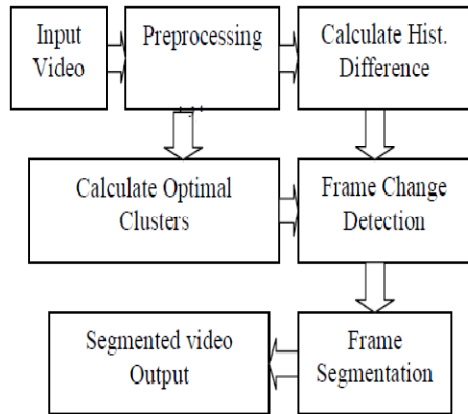 Input
Video
Preprocessing
Calculate Hist.
Difference
Calculate Optimal
Clusters
Frame Change
Detection
Segmented video
Output
Frame
Segmentation